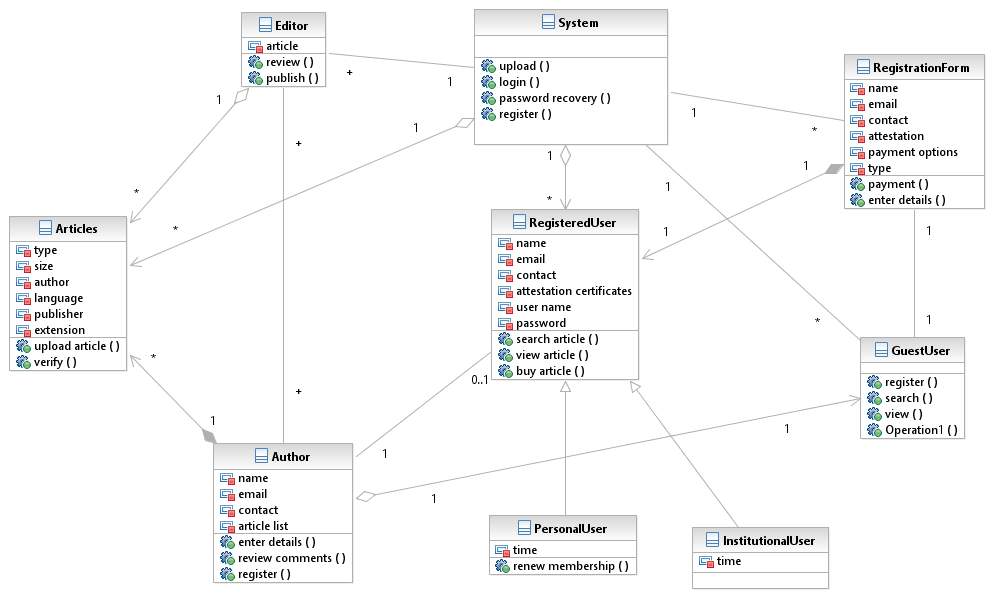 Editor
article
review ( )
publish ( )
System
upload ( )
login ( )
password recovery ( )
register ( )
RegistrationForm
name
email
contact
attestation
payment options
type
payment ( )
enter details ( )
+
1
1
*
1
1
+
1
1
*
*
*
1
1
1
1
*
1
Articles
type
size
author
language
publisher
extension
upload article ( )
verify ( )
RegisteredUser
name
email
contact
attestation certificates
user name
password
search article ( )
view article ( )
buy article ( )
GuestUser
register ( )
search ( )
view ( )
Operation1 ( )
*
0..1
+
1
1
1
1
Author
name
email
contact
article list
enter details ( )
review comments ( )
register ( )
PersonalUser
time
renew membership ( )
InstitutionalUser
time